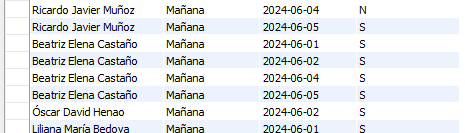 Ricardo Javier Muñoz Mañana 2024-06-04 N
Ricardo Javier Muñoz Mañana 2024-06-05 S
Beatriz Elena Castaño Mañana 2024-06-01 S
Beatriz Elena Castaño Mañana 2024-06-02 S
Beatriz Elena Castaño Mañana 2024-06-04 S
Beatriz Elena Castaño Mañana 2024-06-05 S
Óscar David Henao Mañana 2024-06-02 S
Liliana María Bedoya Mañana 2024-06-01 S